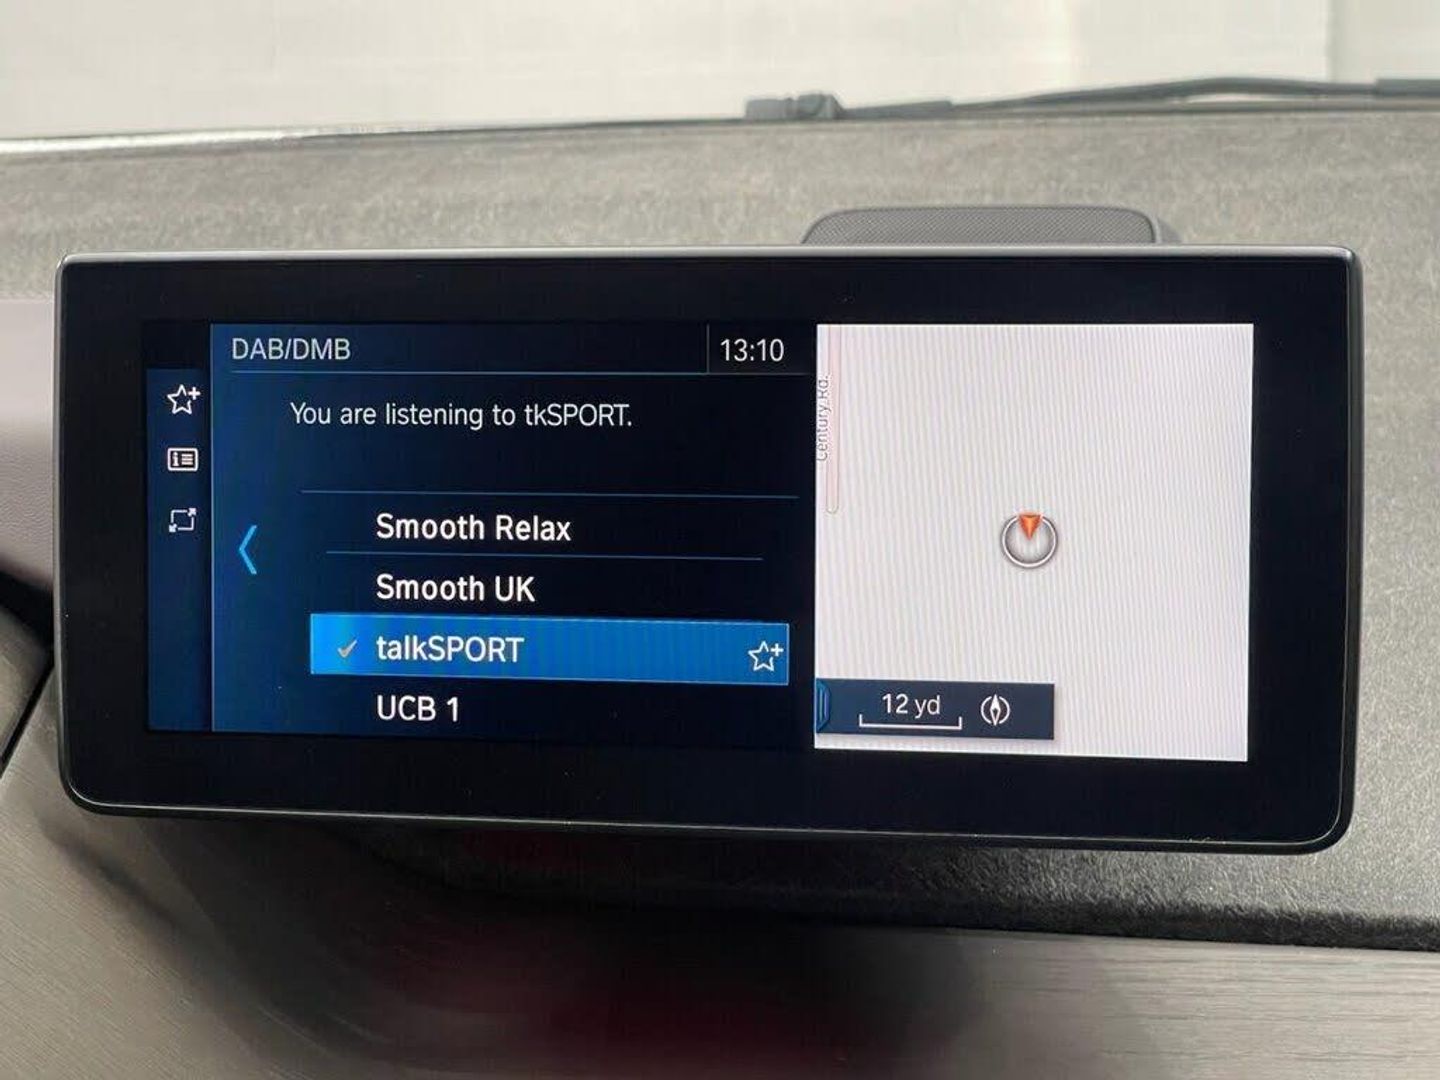 DAB/DMB
13:10
You are listening to tkSPORT.
Smooth Relax
Smooth UK
talkSPORT
UCB 1
Century Rd.
12 yd